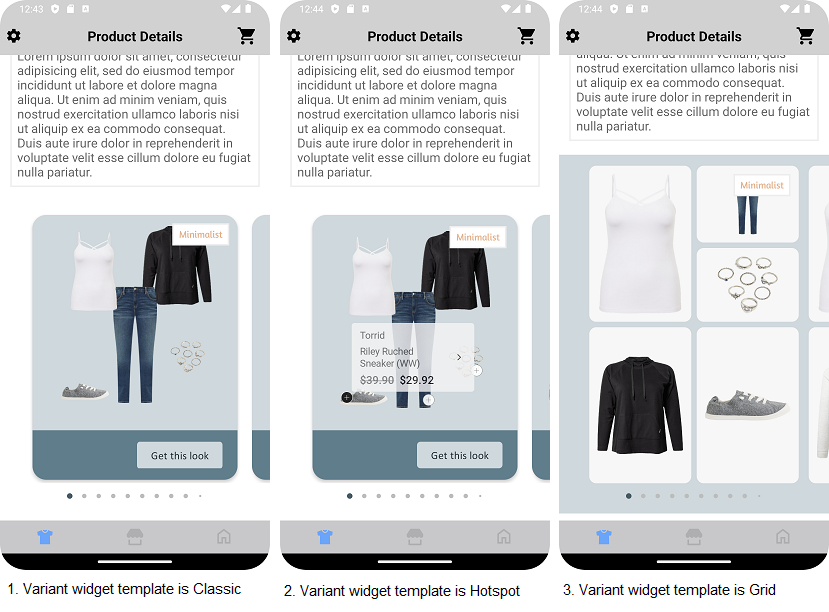 12:43
Product Details
Lorem ipsum dolor sit amet, consectetur
adipisicing elit, sed do eiusmod tempor
incididunt ut labore et dolore magna
aliqua. Ut enim ad minim veniam, quis
nostrud exercitation ullamco laboris nisi
ut aliquip ex ea commodo consequat.
Duis aute irure dolor in reprehenderit in
voluptate velit esse cillum dolore eu fugiat
nulla pariatur.
Minimalist
Get this look
1. Variant widget template is Classic
12:44
Product Details
Lorem ipsum dolor sit amet, consectetur
adipisicing elit, sed do eiusmod tempor
incididunt ut labore et dolore magna
aliqua. Ut enim ad minim veniam, quis
nostrud exercitation ullamco laboris nisi
ut aliquip ex ea commodo consequat.
Duis aute irure dolor in reprehenderit in
voluptate velit esse cillum dolore eu fugiat
nulla pariatur.
Minimalist
Torrid
Riley Ruched
Sneaker (WW)
$39.90 $29.92
Get this look
2. Variant widget template is Hotspot
12:44
Product Details
aliqua. Ut enim ad minim veniam, quis
nostrud exercitation ullamco laboris nisi
ut aliquip ex ea commodo consequat.
Duis aute irure dolor in reprehenderit in
voluptate velit esse cillum dolore eu fugiat
nulla pariatur.
Minimalist
3. Variant widget template is Grid